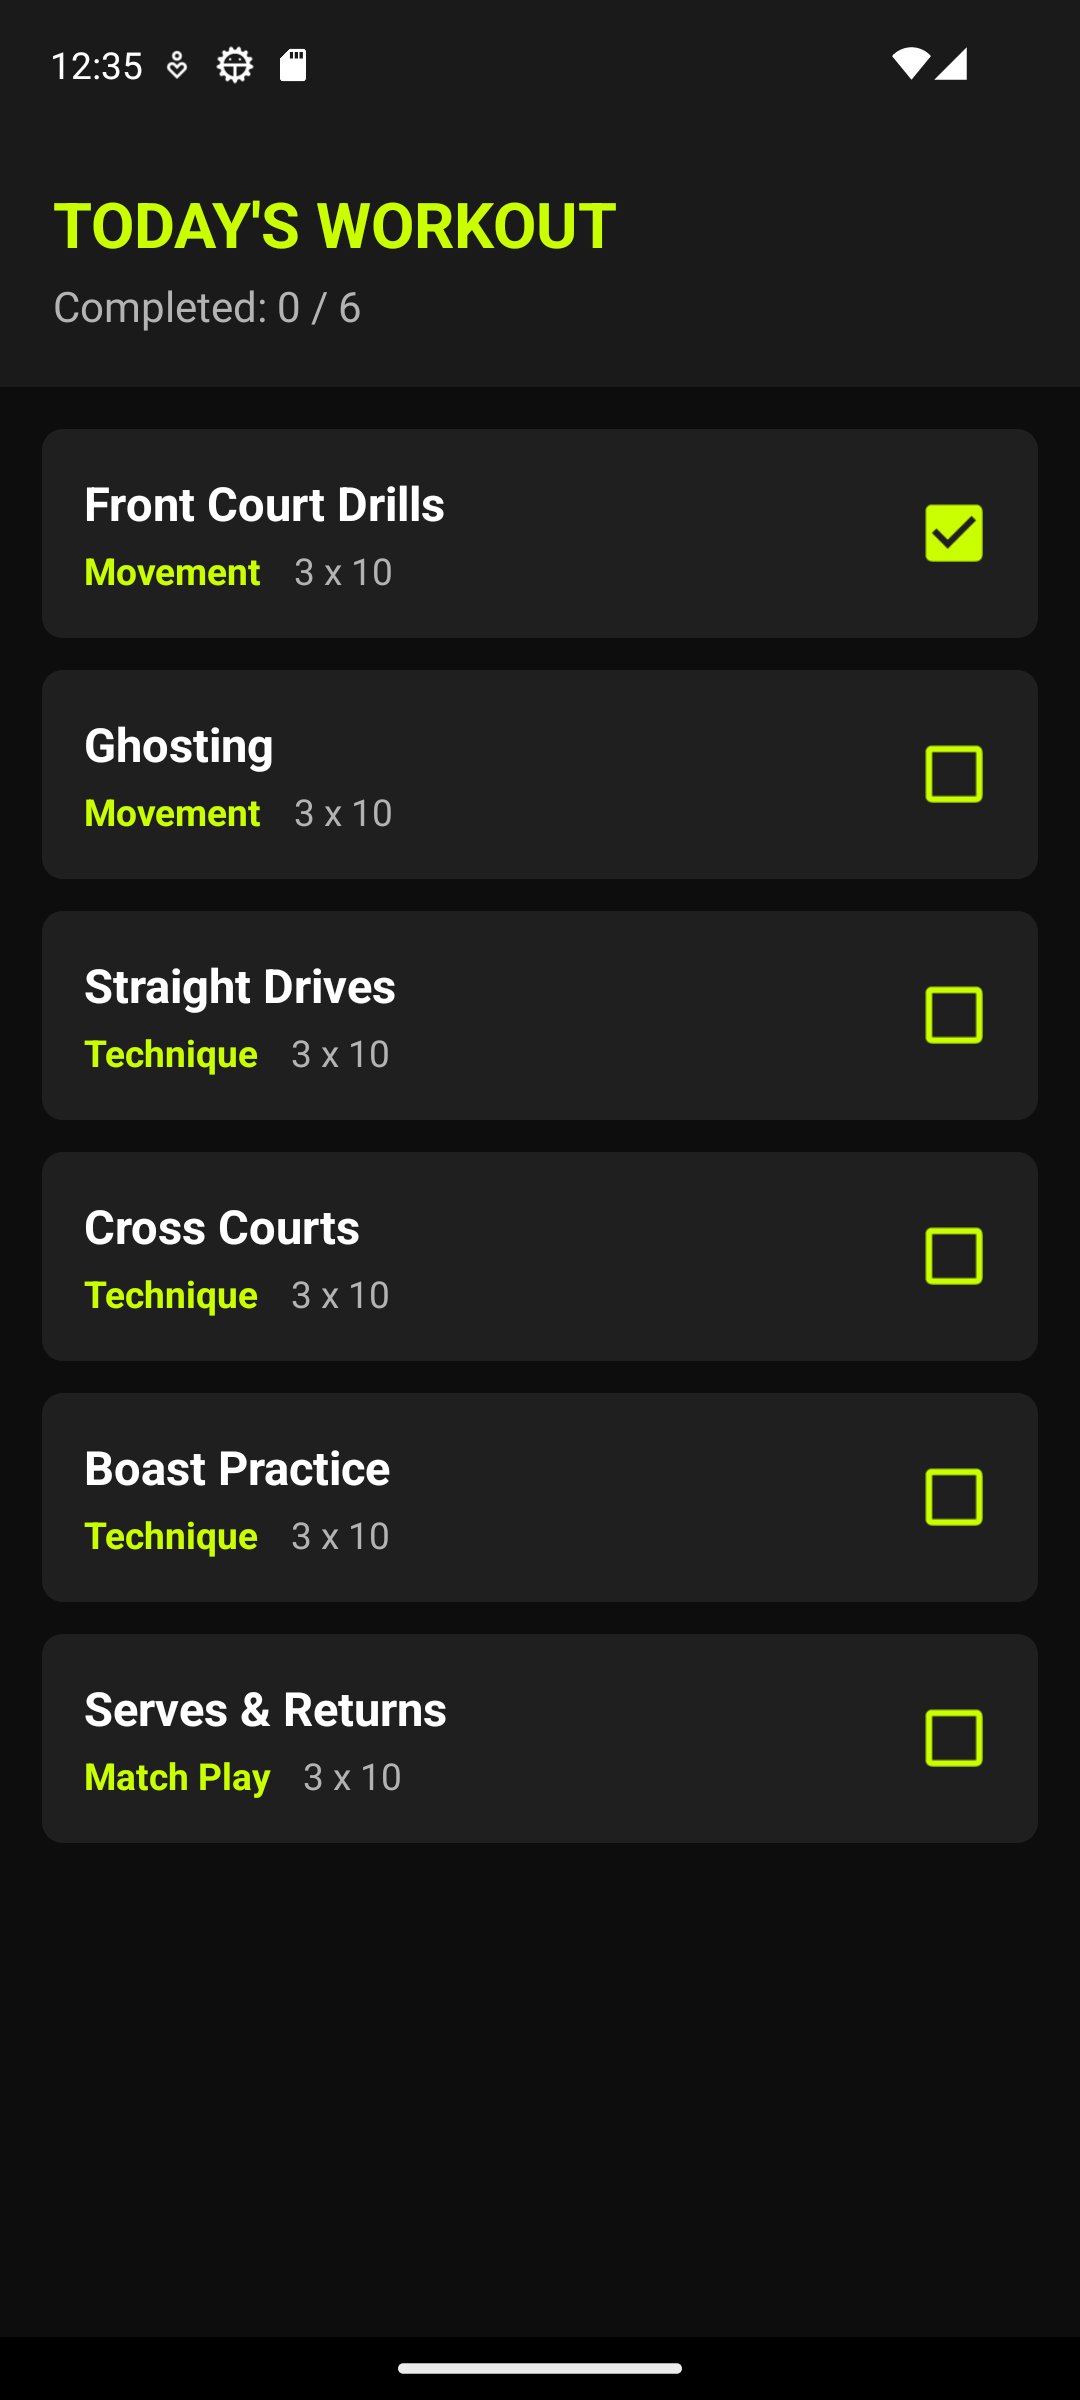 12:35
TODAY'S WORKOUT
Completed: 0 / 6
Front Court Drills
Movement 3 x 10
Ghosting
Movement 3 x 10
Straight Drives
Technique 3 x 10
Cross Courts
Technique 3 x 10
Boast Practice
Technique 3 x 10
Serves & Returns
Match Play 3 x 10